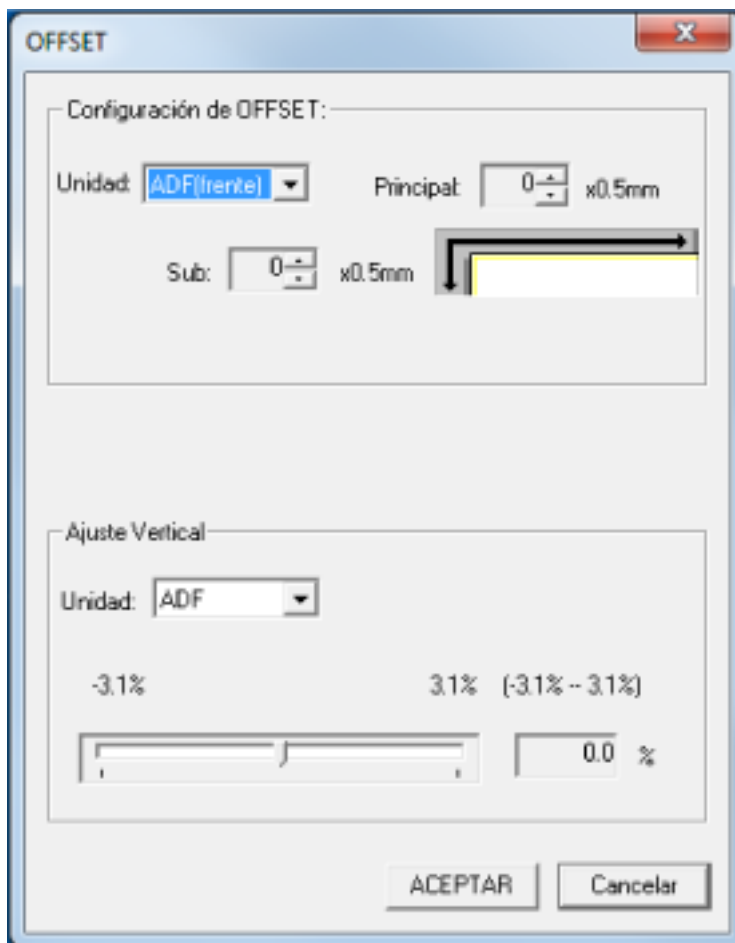 OFFSET
Configuración de OFFSET:
Unidad: ADF(frente) Principal: 0 x0.5mm
Sub: 0 x0.5mm
Ajuste Vertical
Unidad: ADF
-3.1% 3.1% (-3.1% -- 3.1%)
0.0 %
ACEPTAR Cancelar